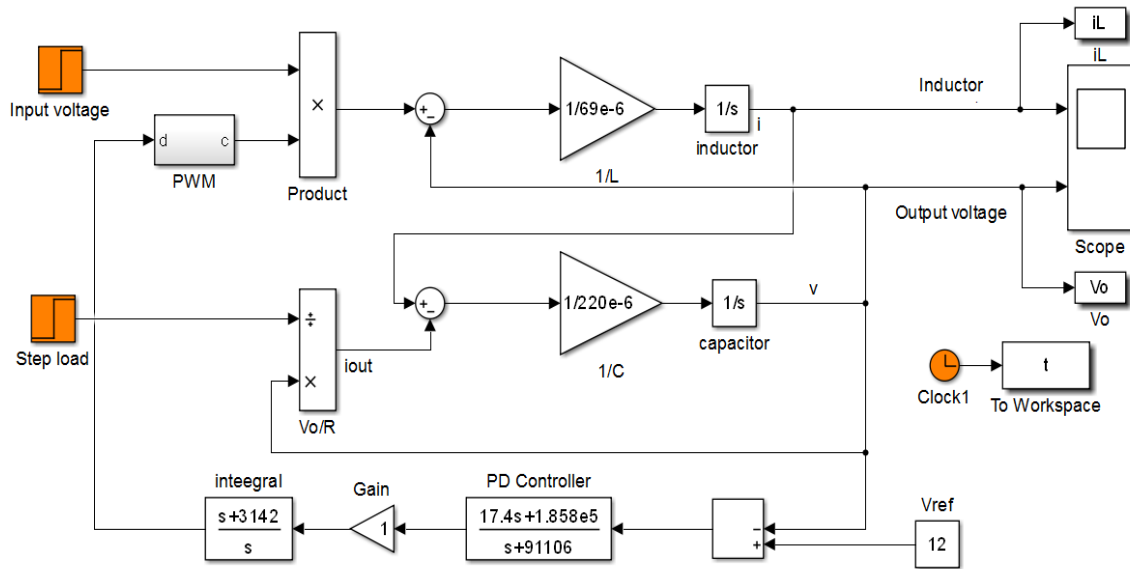 iL
iL
Input voltage
d
c
PWM
×
Product
+
−
1/69e-6
1/L
1/s
i
inductor
Inductor
Output voltage
Scope
Step load
÷
×
iout
Vo/R
+
−
1/220e-6
1/C
1/s
capacitor
v
Vo
Vo
Clock1
t
To Workspace
inteegral
s+3142
s
Gain
1
PD Controller
17.4s+1.858e5
s+91106
−
+
Vref
12